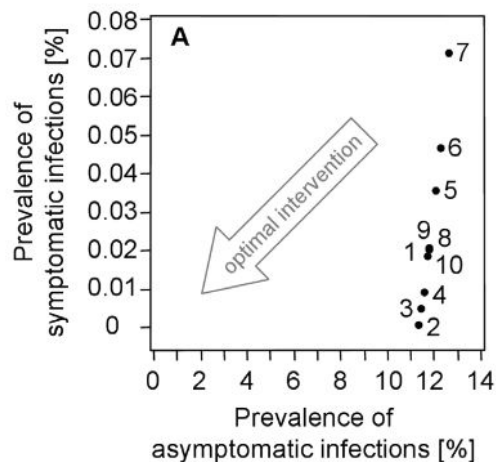 A
Prevalence of
symptomatic infections [%]
0.08
0.07
0.06
0.05
0.04
0.03
0.02
0.01
0
7
6
5
9
8
1
10
4
3
2
optimal intervention
0 2 4 6 8 10 12 14
Prevalence of
asymptomatic infections [%]